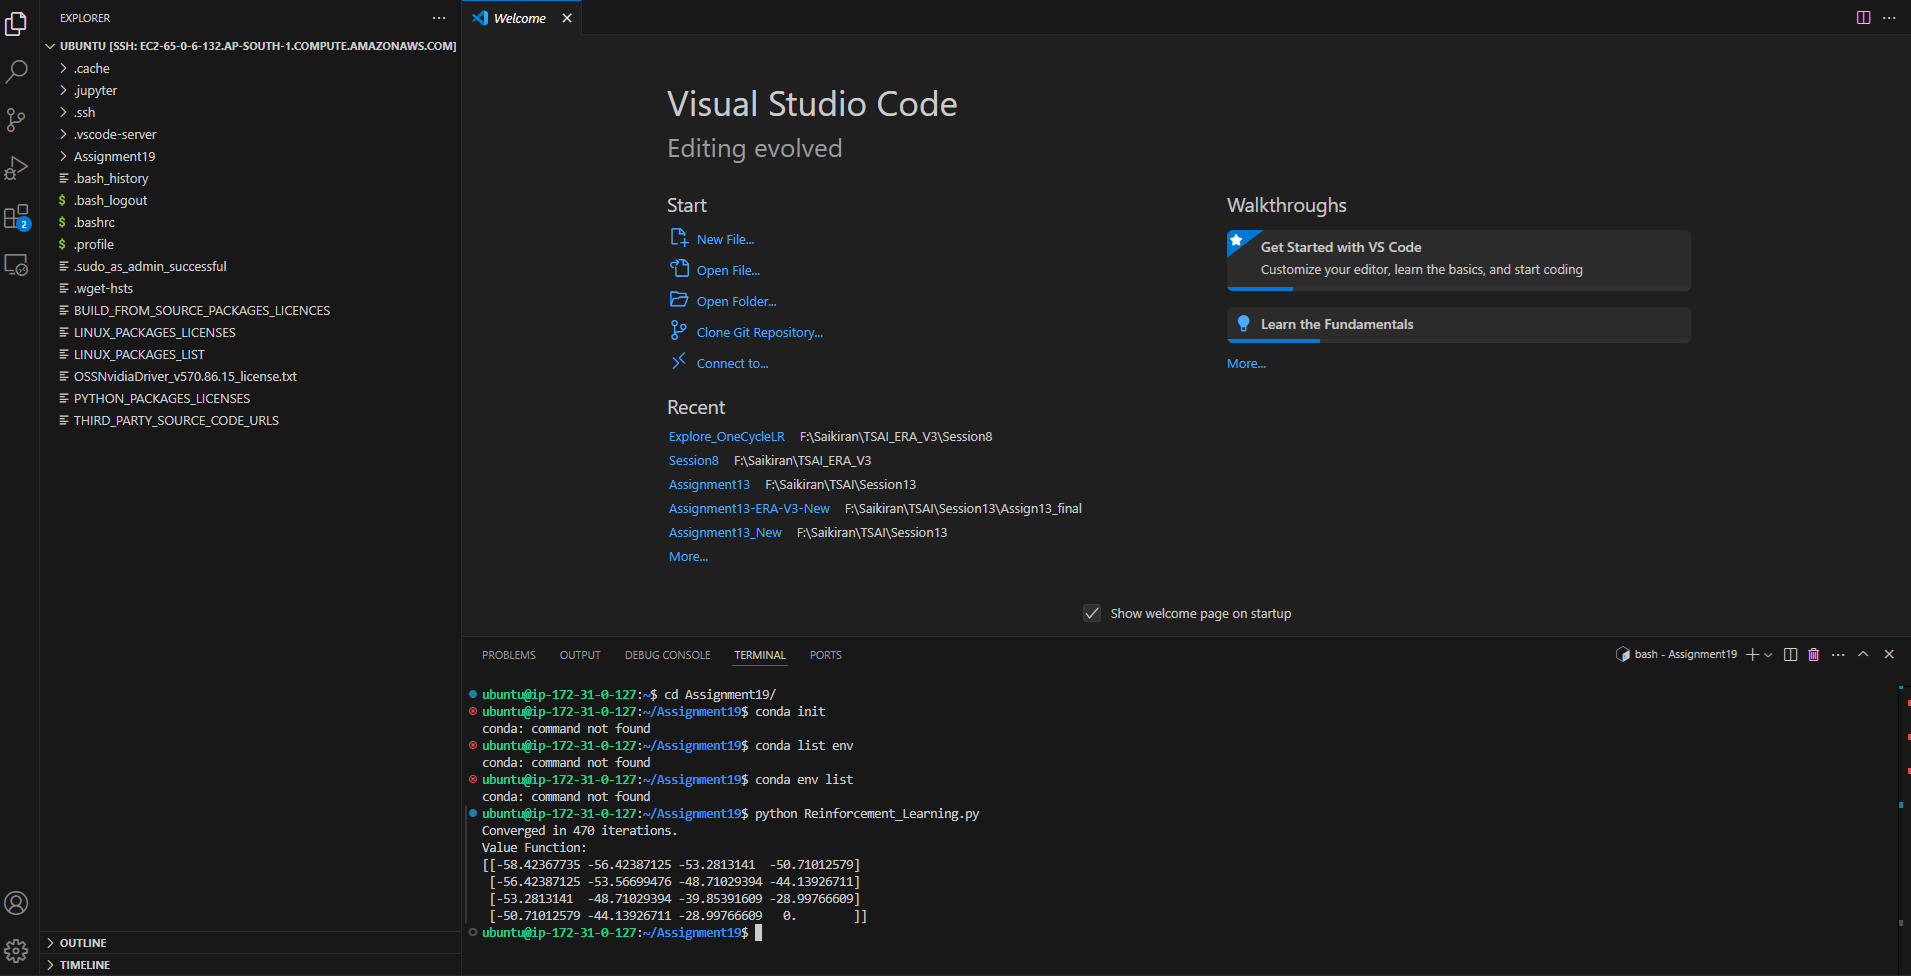 EXPLORER
UBUNTU [SSH: EC2-65-0-6-132.AP-SOUTH-1.COMPUTE.AMAZONAWS.COM]
.cache
.jupyter
.ssh
.vscode-server
Assignment19
.bash_history
$ .bash_logout
$ .bashrc
$ .profile
.sudo_as_admin_successful
.wget-hsts
BUILD_FROM_SOURCE_PACKAGES_LICENCES
LINUX_PACKAGES_LICENSES
LINUX_PACKAGES_LIST
OSSNvidiaDriver_v570.86.15_license.txt
PYTHON_PACKAGES_LICENSES
THIRD_PARTY_SOURCE_CODE_URLS
OUTLINE
TIMELINE
2
Welcome
Visual Studio Code
Editing evolved
Start
New File...
Open File...
Open Folder...
Clone Git Repository...
Connect to...
Recent
Explore_OneCycleLR F:\Saikiran\TSAI_ERA_V3\Session8
Session8 F:\Saikiran\TSAI_ERA_V3
Assignment13 F:\Saikiran\TSAI\Session13
Assignment13-ERA-V3-New F:\Saikiran\TSAI\Session13\Assign13_final
Assignment13_New F:\Saikiran\TSAI\Session13
More...
Walkthroughs
Get Started with VS Code
Customize your editor, learn the basics, and start coding
Learn the Fundamentals
More...
Show welcome page on startup
PROBLEMS OUTPUT DEBUG CONSOLE TERMINAL PORTS
bash - Assignment19
ubuntu@ip-172-31-0-127:~$ cd Assignment19/
ubuntu@ip-172-31-0-127:~/Assignment19$ conda init
conda: command not found
ubuntu@ip-172-31-0-127:~/Assignment19$ conda list env
conda: command not found
ubuntu@ip-172-31-0-127:~/Assignment19$ conda env list
conda: command not found
ubuntu@ip-172-31-0-127:~/Assignment19$ python Reinforcement_Learning.py
Converged in 470 iterations.
Value Function:
[[-58.42367735 -56.42387125 -53.2813141  -50.71012579]
 [-56.42387125 -53.56699476 -48.71029394 -44.13926711]
 [-53.2813141  -48.71029394 -39.85391609 -28.99766609]
 [-50.71012579 -44.13926711 -28.99766609   0.        ]]
ubuntu@ip-172-31-0-127:~/Assignment19$